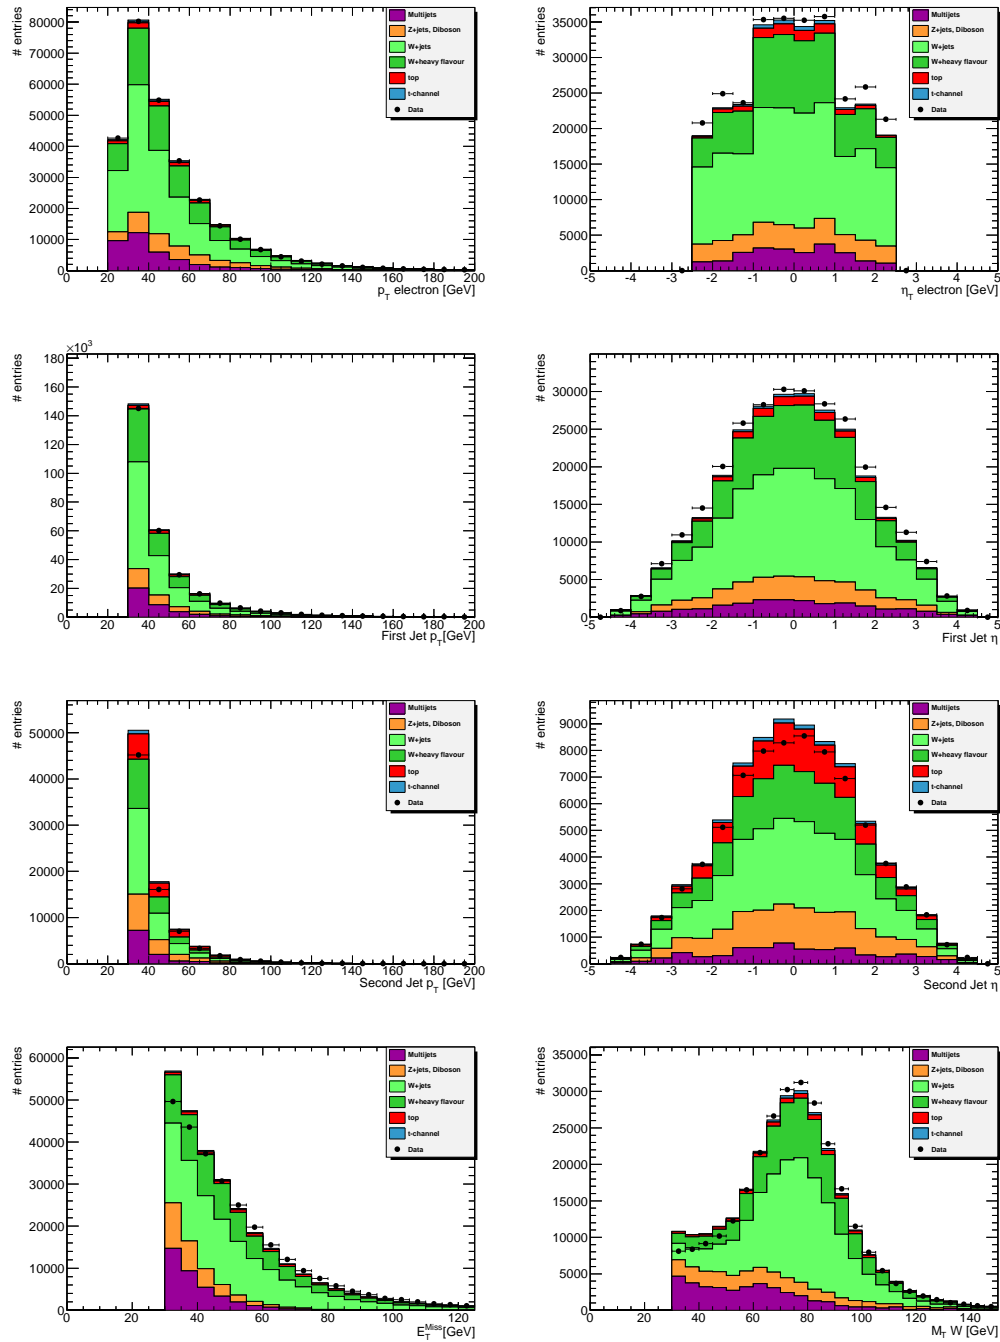 # entries
80000
70000
60000
50000
40000
30000
20000
10000
0
0 20 40 60 80 100 120 140 160 180 200
p_T electron [GeV]
Multijets
Z+jets, Diboson
W+jets
W+heavy flavour
top
t-channel
Data
# entries
35000
30000
25000
20000
15000
10000
5000
0
-5 -4 -3 -2 -1 0 1 2 3 4 5
η_T electron [GeV]
Multijets
Z+jets, Diboson
W+jets
W+heavy flavour
top
t-channel
Data
×10³
# entries
180
160
140
120
100
80
60
40
20
0
0 20 40 60 80 100 120 140 160 180 200
First Jet p_T[GeV]
# entries
30000
25000
20000
15000
10000
5000
0
-5 -4 -3 -2 -1 0 1 2 3 4 5
First Jet η
# entries
50000
40000
30000
20000
10000
0
0 20 40 60 80 100 120 140 160 180 200
Second Jet p_T [GeV]
Multijets
Z+jets, Diboson
W+jets
W+heavy flavour
top
t-channel
Data
# entries
9000
8000
7000
6000
5000
4000
3000
2000
1000
0
-5 -4 -3 -2 -1 0 1 2 3 4 5
Second Jet η
Multijets
Z+jets, Diboson
W+jets
W+heavy flavour
top
t-channel
Data
# entries
60000
50000
40000
30000
20000
10000
0
0 20 40 60 80 100 120
E_T^Miss[GeV]
Multijets
Z+jets, Diboson
W+jets
W+heavy flavour
top
t-channel
Data
# entries
35000
30000
25000
20000
15000
10000
5000
0
0 20 40 60 80 100 120 140
M_T W [GeV]
Multijets
Z+jets, Diboson
W+jets
W+heavy flavour
top
t-channel
Data